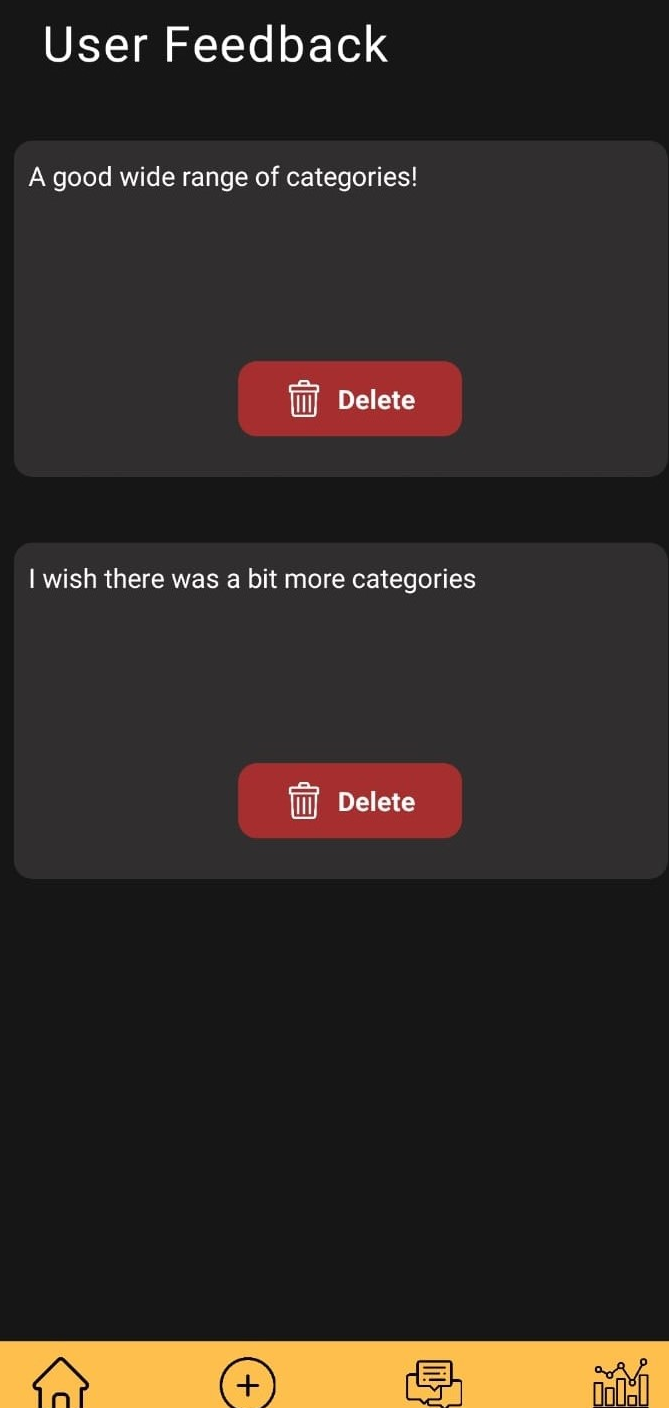 User Feedback
A good wide range of categories!
Delete
I wish there was a bit more categories
Delete